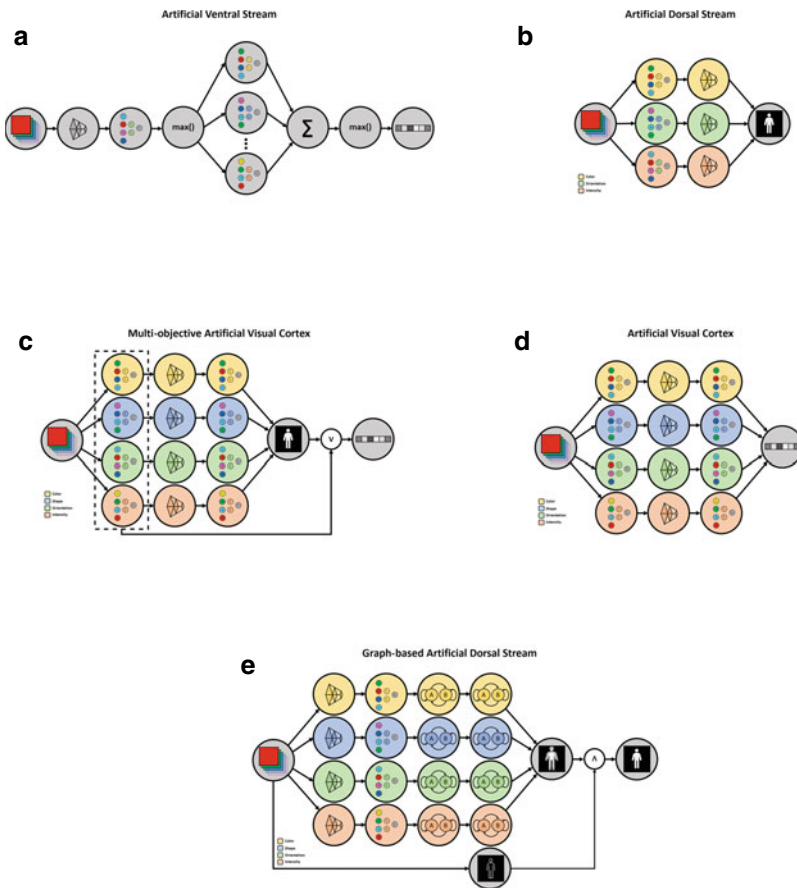 Artificial Ventral Stream
a
max()
Σ
max()
Artificial Dorsal Stream
b
Color
Orientation
Intensity
Multi-objective Artificial Visual Cortex
c
v
Color
Shape
Orientation
Intensity
Artificial Visual Cortex
d
Color
Shape
Orientation
Intensity
Graph-based Artificial Dorsal Stream
e
A B A B
A B A B
A B A B
A B A B
∧
Color
Shape
Orientation
Intensity